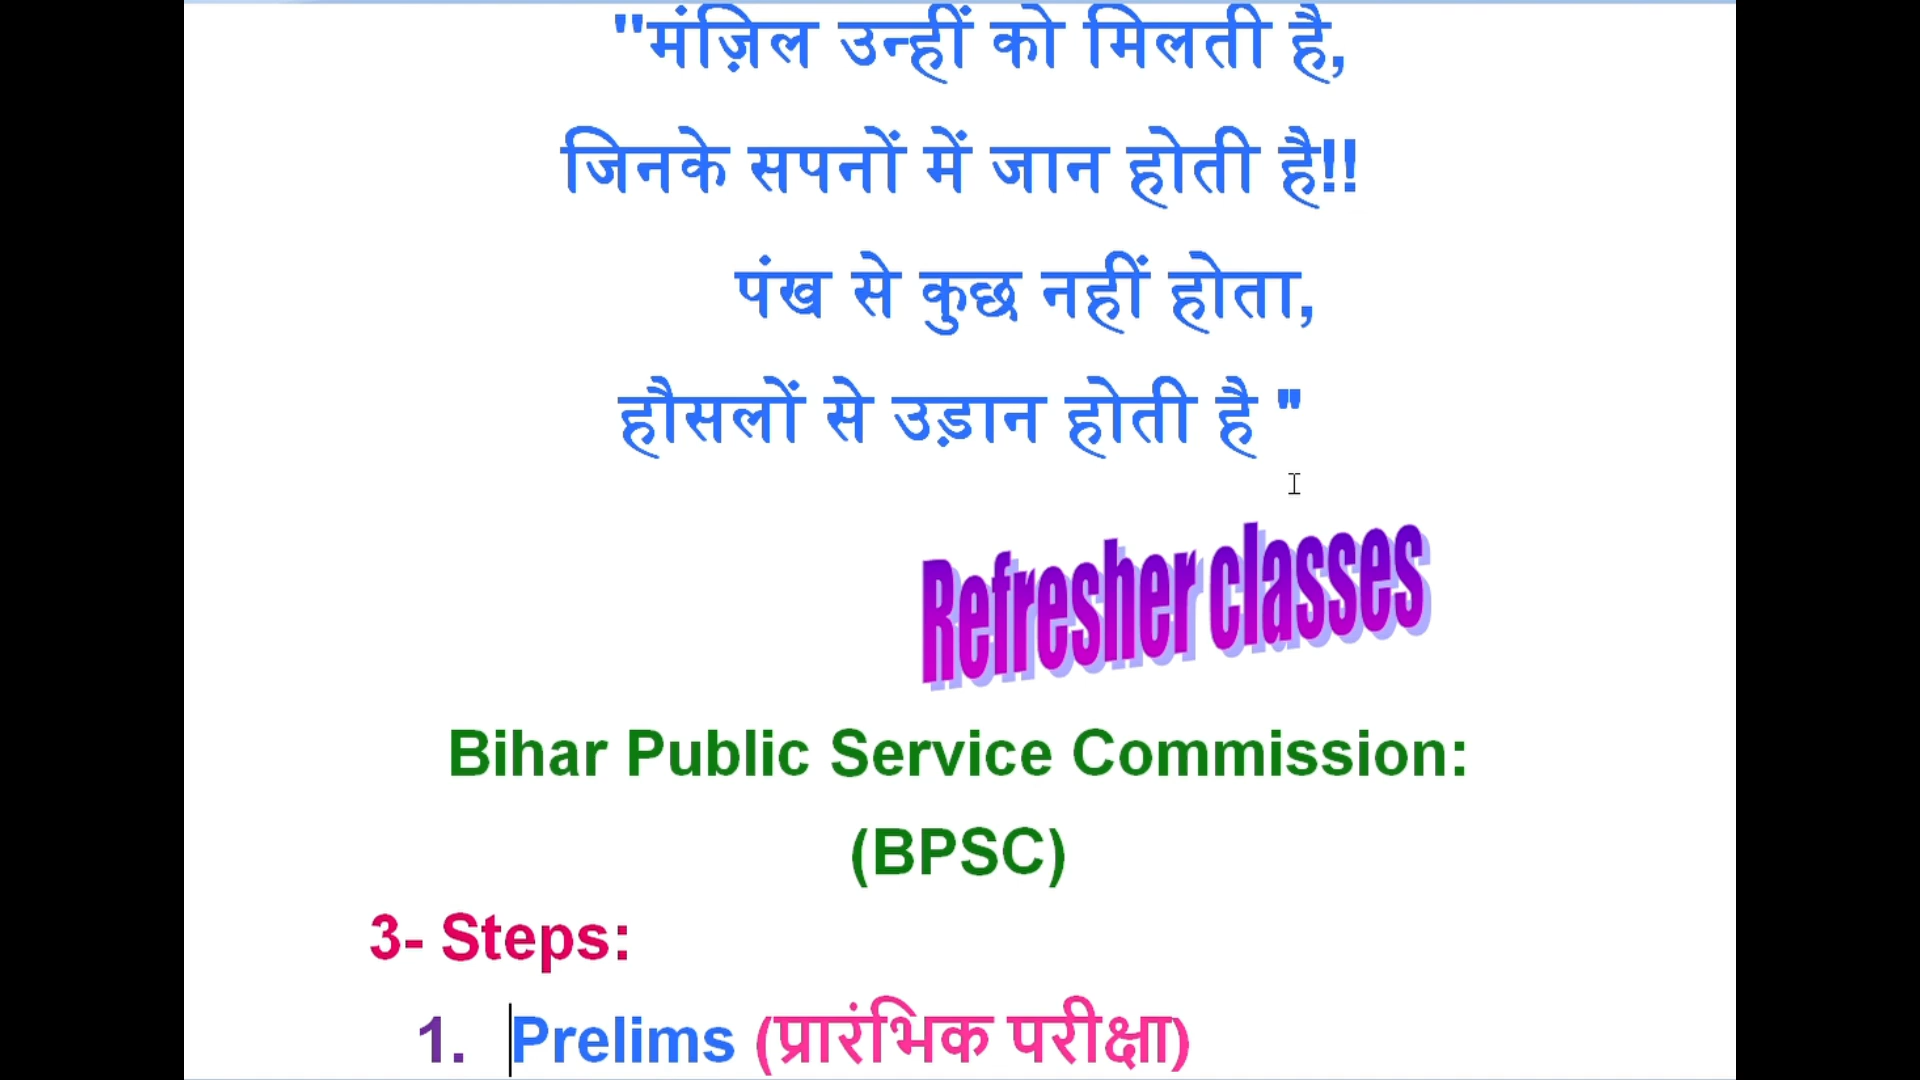 "मंज़िल उन्हीं को मिलती है,
जिनके सपनों में जान होती है!!
पंख से कुछ नहीं होता,
हौसलों से उड़ान होती है "
Refresher classes
Bihar Public Service Commission:
(BPSC)
3- Steps:
1. Prelims (प्रारंभिक परीक्षा)